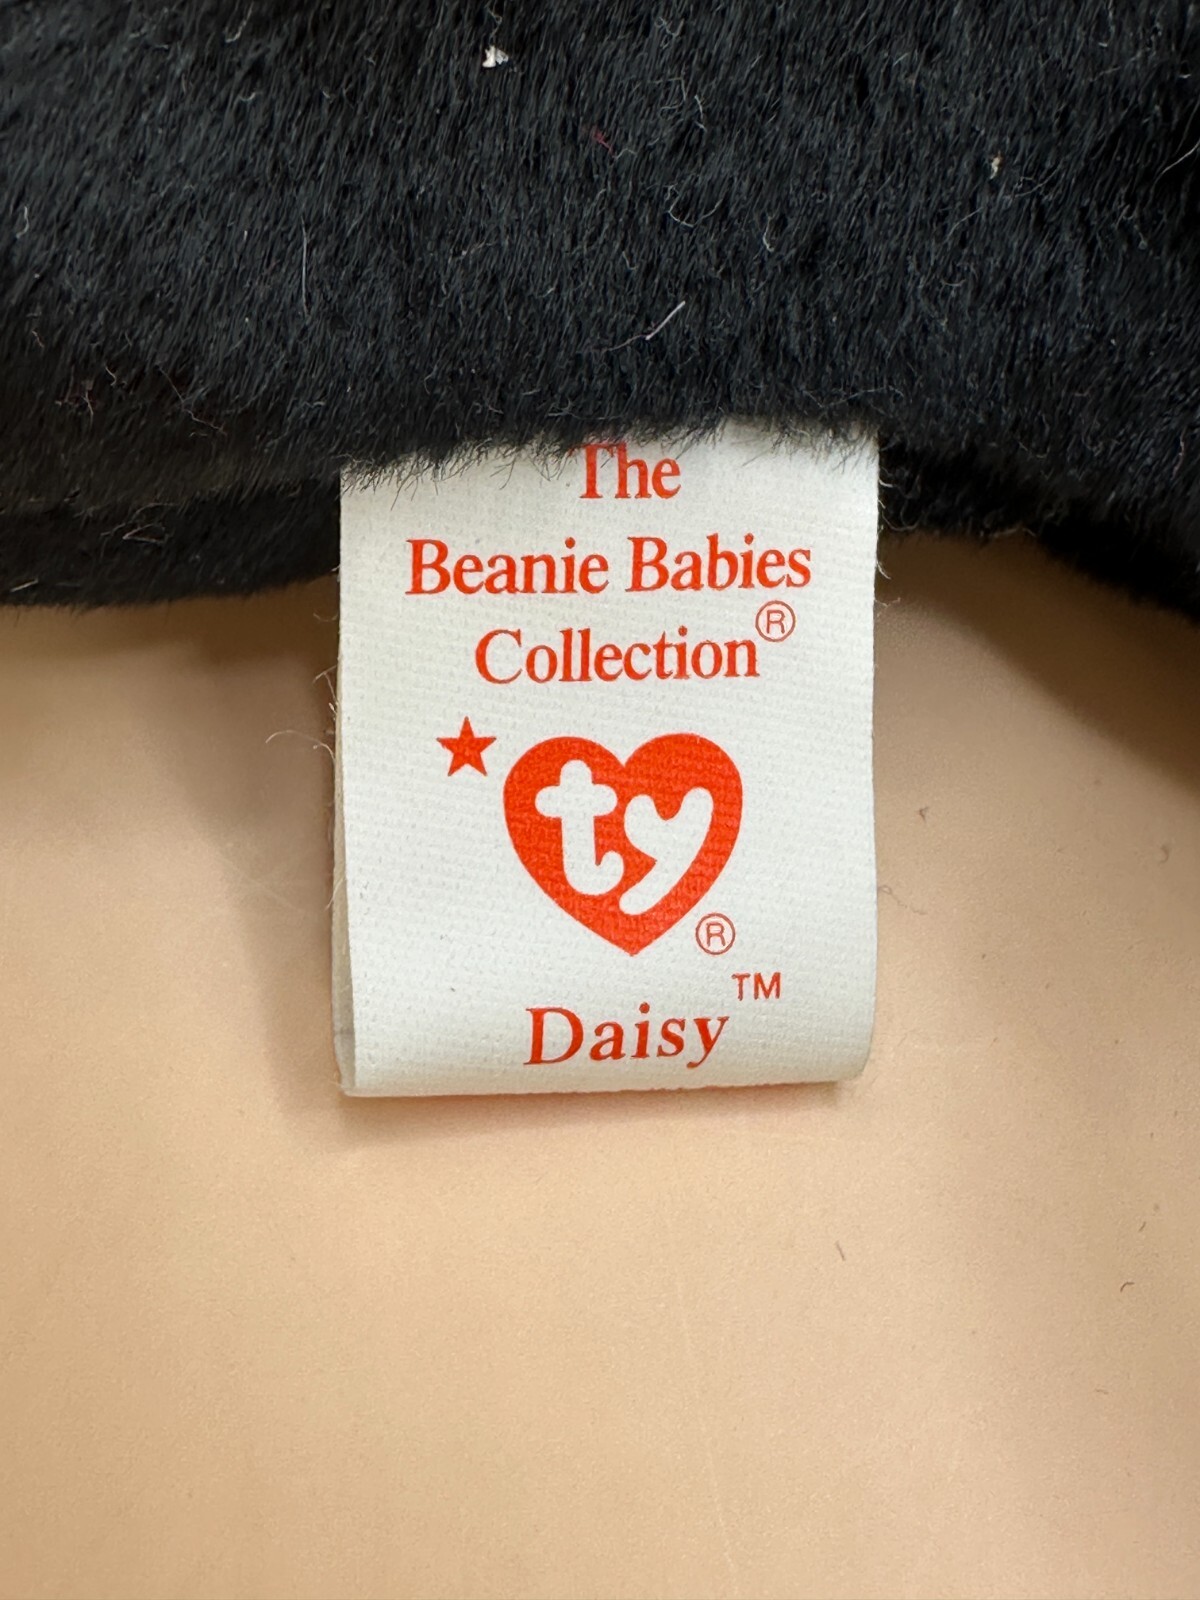 The
Beanie Babies
Collection®
ty®
Daisy™